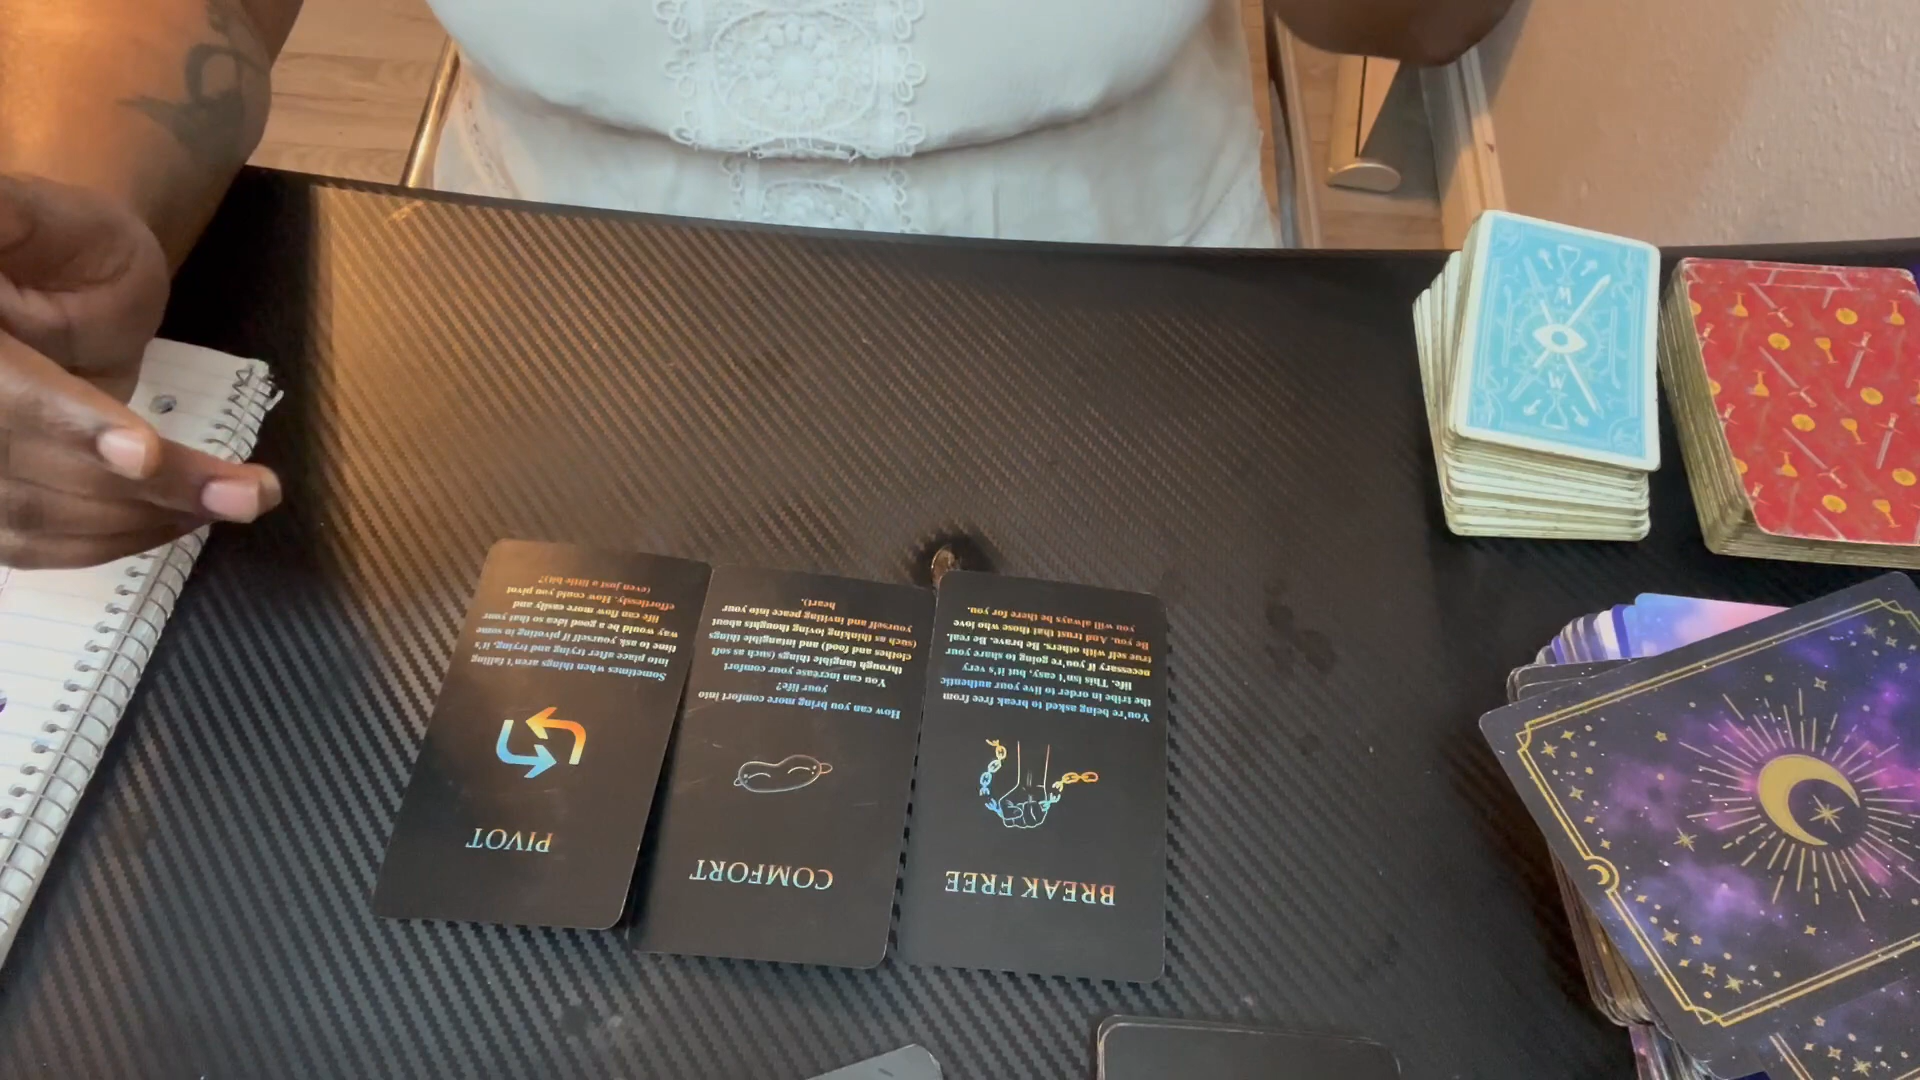 BREAK FREE
You're being asked to break free from
the tribe in order to live your authentic
life. This isn't easy, but it's very
necessary if you're going to share your
true self with others. Be brave. Be real.
Be you. And trust that those who love
you will always be there for you.
COMFORT
How can you bring more comfort into
your life?
You can increase your comfort
through tangible things (such as soft
clothes and food) and intangible things
(such as thinking loving thoughts about
yourself and inviting peace into your
heart).
PIVOT
Sometimes when things aren't falling
into place after trying and trying, it's
time to ask yourself if pivoting in some
way would be a good idea so that your
life can flow more easily and
effortlessly. How could you pivot
(even just a little bit)?
M
W